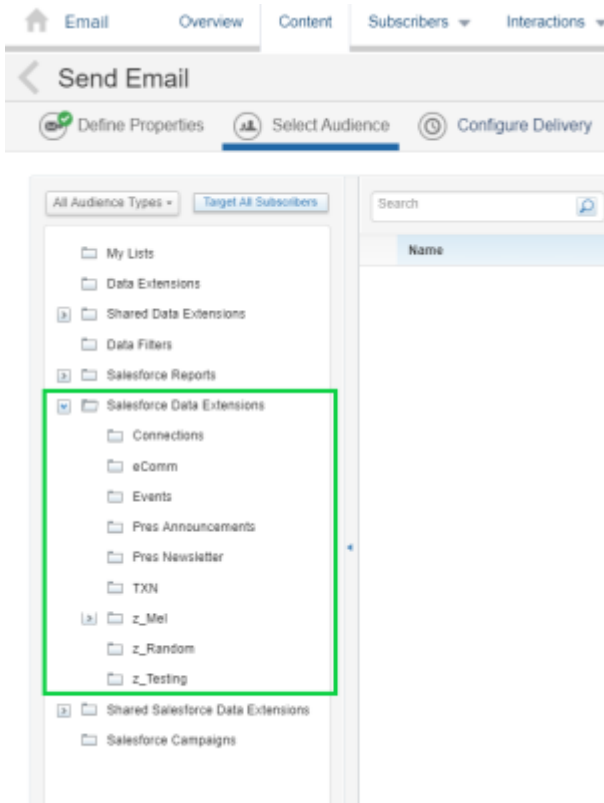 Email Overview Content Subscribers Interactions
Send Email
Define Properties Select Audience Configure Delivery
All Audience Types Target All Subscribers Search
Name
My Lists
Data Extensions
Shared Data Extensions
Data Filters
Salesforce Reports
Salesforce Data Extensions
Connections
eComm
Events
Pres Announcements
Pres Newsletter
TXN
z_Mel
z_Random
z_Testing
Shared Salesforce Data Extensions
Salesforce Campaigns